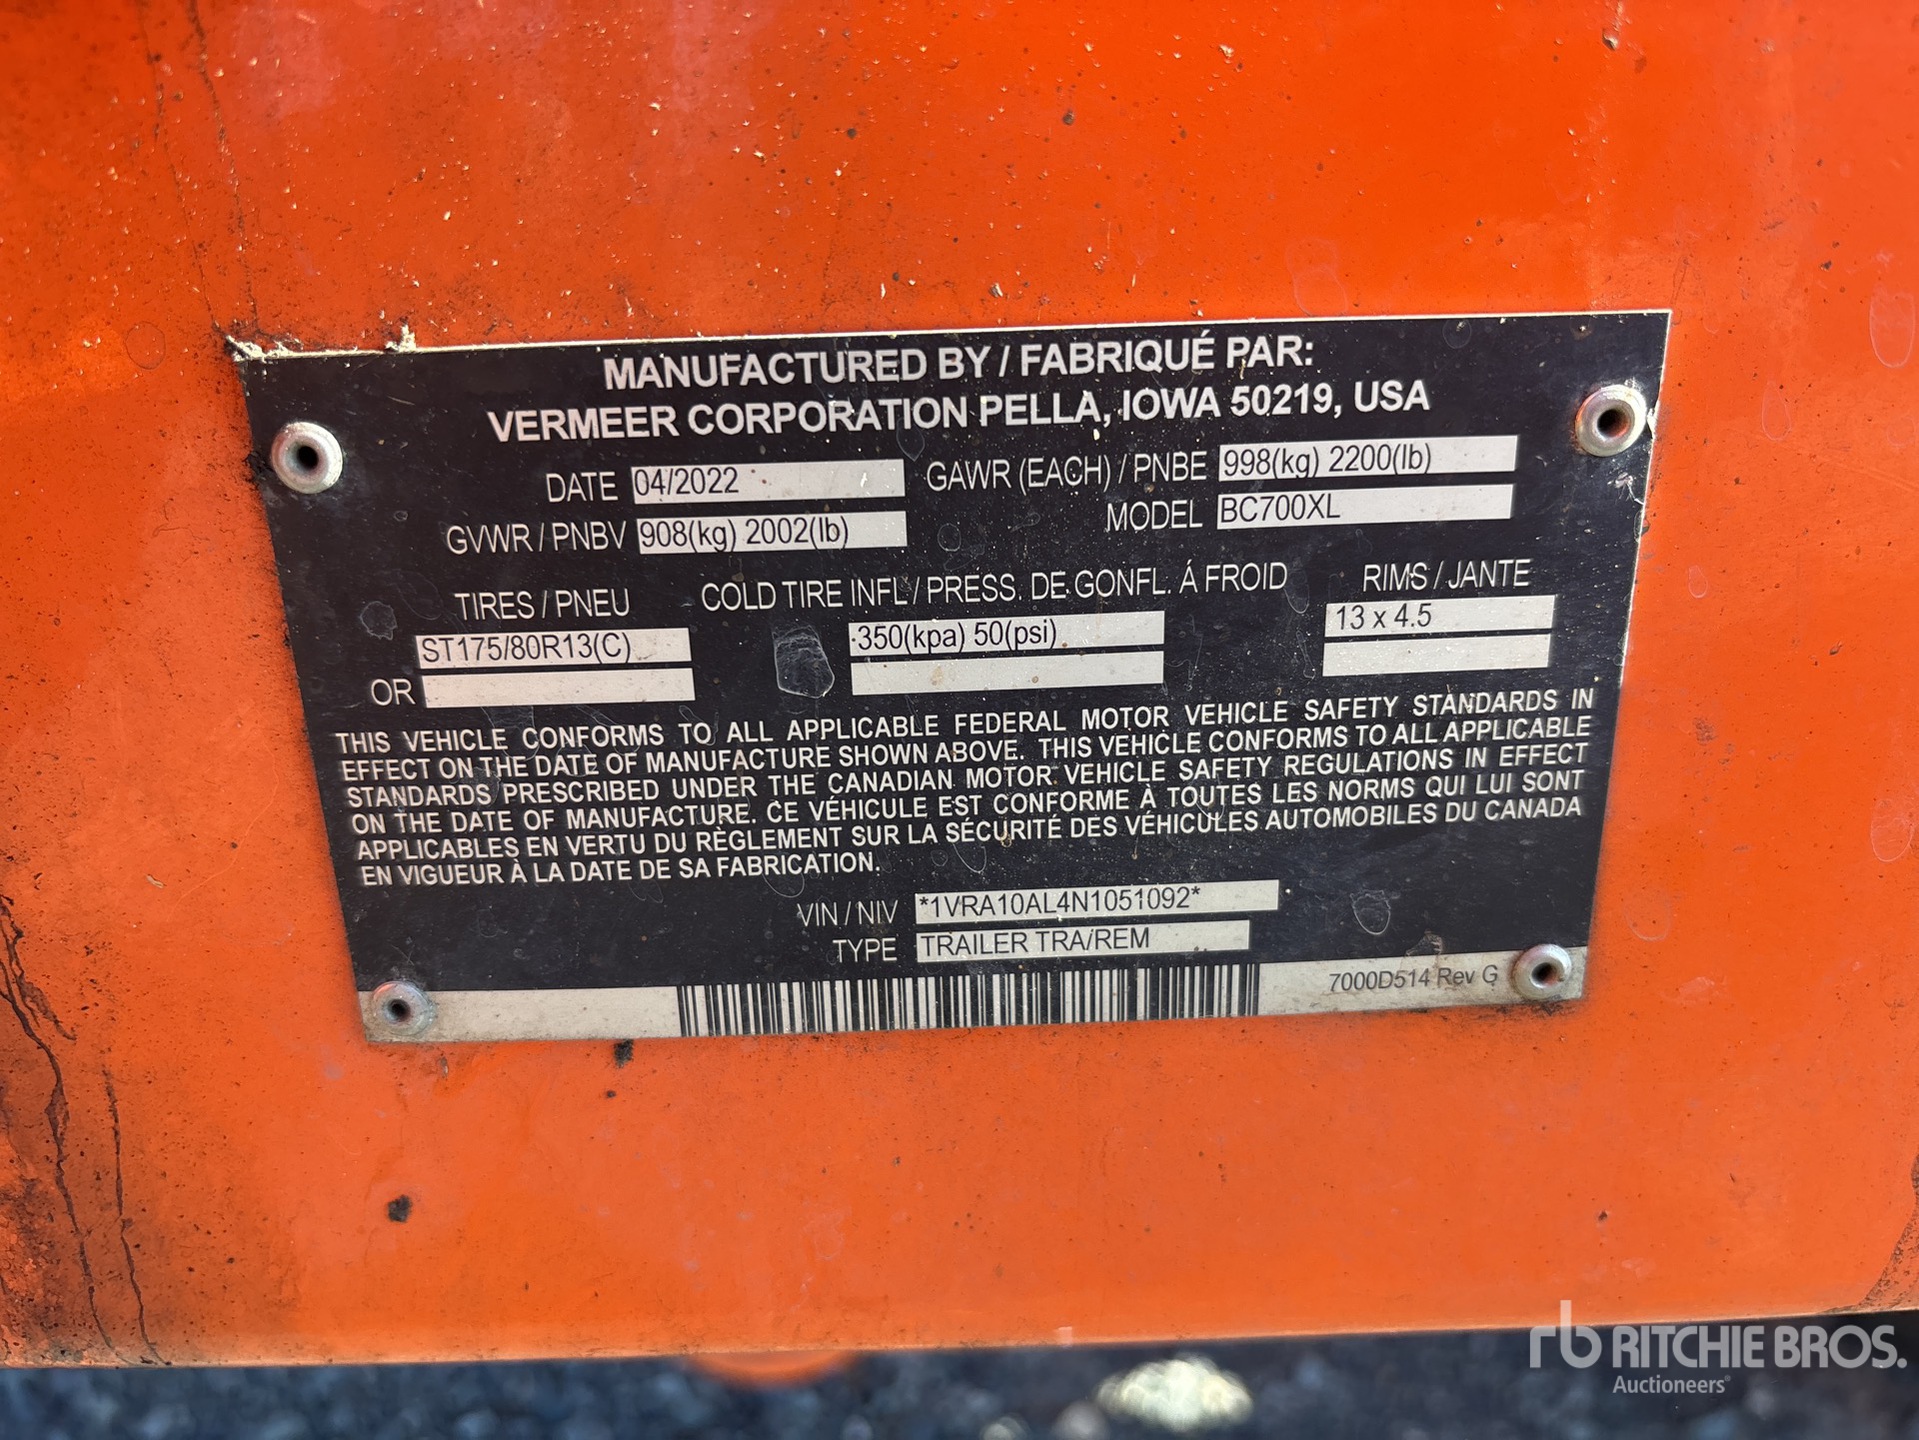 MANUFACTURED BY / FABRIQUÉ PAR:
VERMEER CORPORATION PELLA, IOWA 50219, USA
DATE 04/2022 GAWR (EACH) / PNBE 998(kg) 2200(lb)
GVWR / PNBV 908(kg) 2002(lb) MODEL BC700XL
TIRES / PNEU COLD TIRE INFL / PRESS. DE GONFL. Á FROID RIMS / JANTE
ST175/80R13(C) 350(kpa) 50(psi) 13 x 4.5
OR
THIS VEHICLE CONFORMS TO ALL APPLICABLE FEDERAL MOTOR VEHICLE SAFETY STANDARDS IN
EFFECT ON THE DATE OF MANUFACTURE SHOWN ABOVE. THIS VEHICLE CONFORMS TO ALL APPLICABLE
STANDARDS PRESCRIBED UNDER THE CANADIAN MOTOR VEHICLE SAFETY REGULATIONS IN EFFECT
ON THE DATE OF MANUFACTURE. CE VÉHICULE EST CONFORME À TOUTES LES NORMS QUI LUI SONT
APPLICABLES EN VERTU DU RÈGLEMENT SUR LA SÉCURITÉ DES VÉHICULES AUTOMOBILES DU CANADA
EN VIGUEUR À LA DATE DE SA FABRICATION.
VIN / NIV *1VRA10AL4N1051092*
TYPE TRAILER TRA/REM
7000D514 Rev G
rb RITCHIE BROS.
Auctioneers®